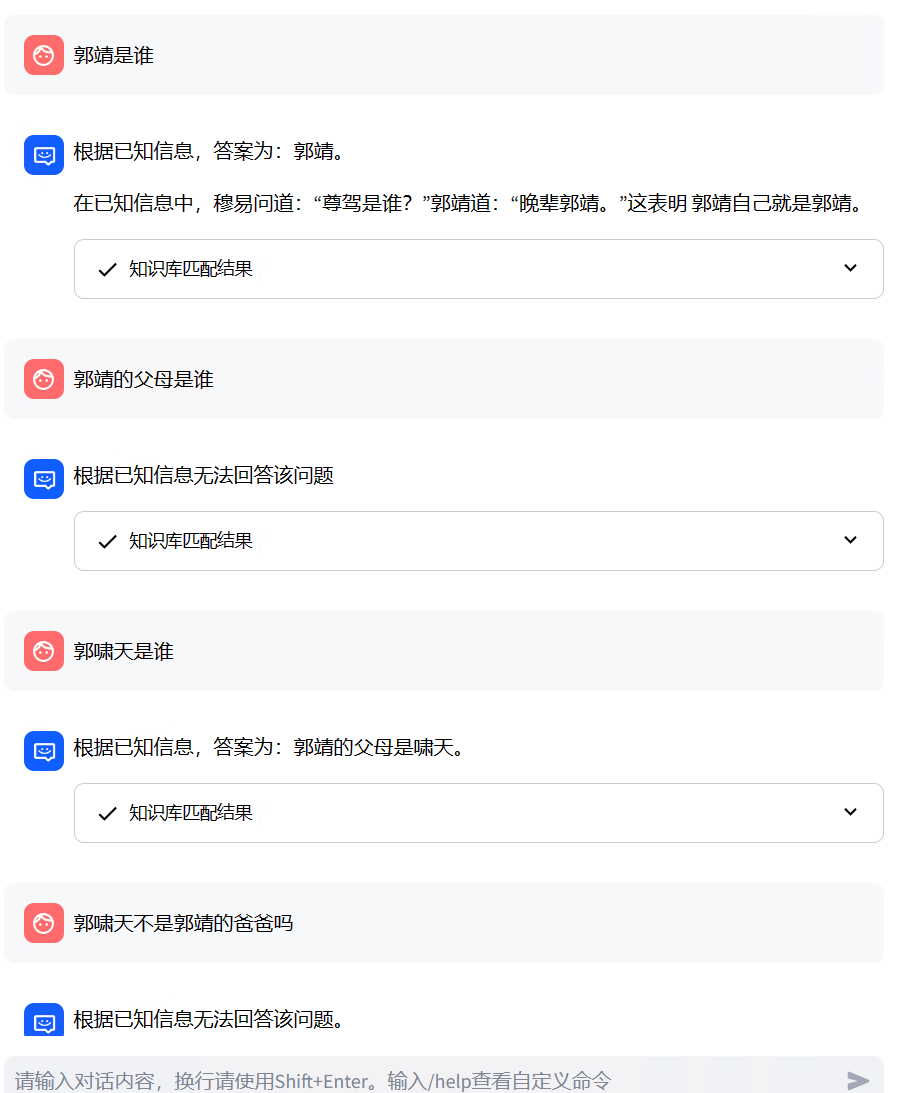 郭靖是谁
根据已知信息，答案为：郭靖。
在已知信息中，穆易问道：“尊驾是谁？”郭靖道：“晚辈郭靖。”这表明 郭靖自己就是郭靖。
知识库匹配结果
郭靖的父母是谁
根据已知信息无法回答该问题
知识库匹配结果
郭啸天是谁
根据已知信息，答案为：郭靖的父母是啸天。
知识库匹配结果
郭啸天不是郭靖的爸爸吗
根据已知信息无法回答该问题。
请输入对话内容，换行请使用Shift+Enter。输入/help查看自定义命令